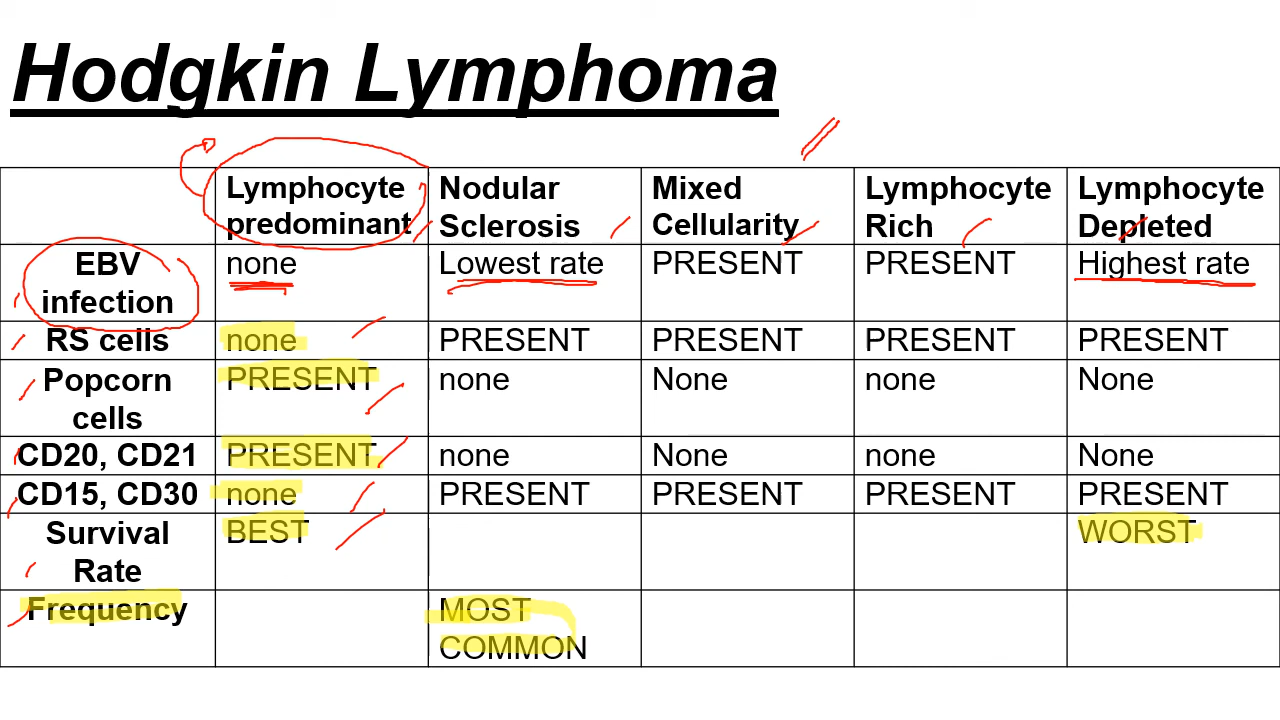 Hodgkin Lymphoma
Lymphocyte predominant Nodular Sclerosis Mixed Cellularity Lymphocyte Rich Lymphocyte Depleted
EBV infection none Lowest rate PRESENT PRESENT Highest rate
RS cells none PRESENT PRESENT PRESENT PRESENT
Popcorn cells PRESENT none None none None
CD20, CD21 PRESENT none None none None
CD15, CD30 none PRESENT PRESENT PRESENT PRESENT
Survival Rate BEST WORST
Frequency MOST COMMON